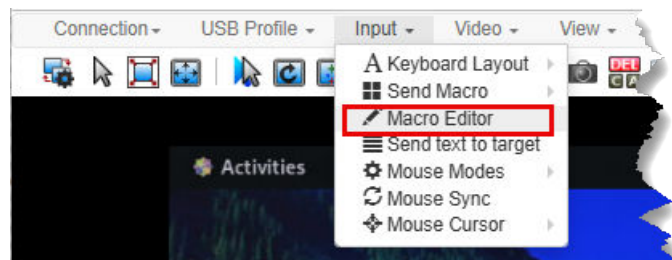 Connection
USB Profile
Input
Video
View
DEL
C A
A Keyboard Layout
Send Macro
Macro Editor
Send text to target
Mouse Modes
Mouse Sync
Mouse Cursor
Activities